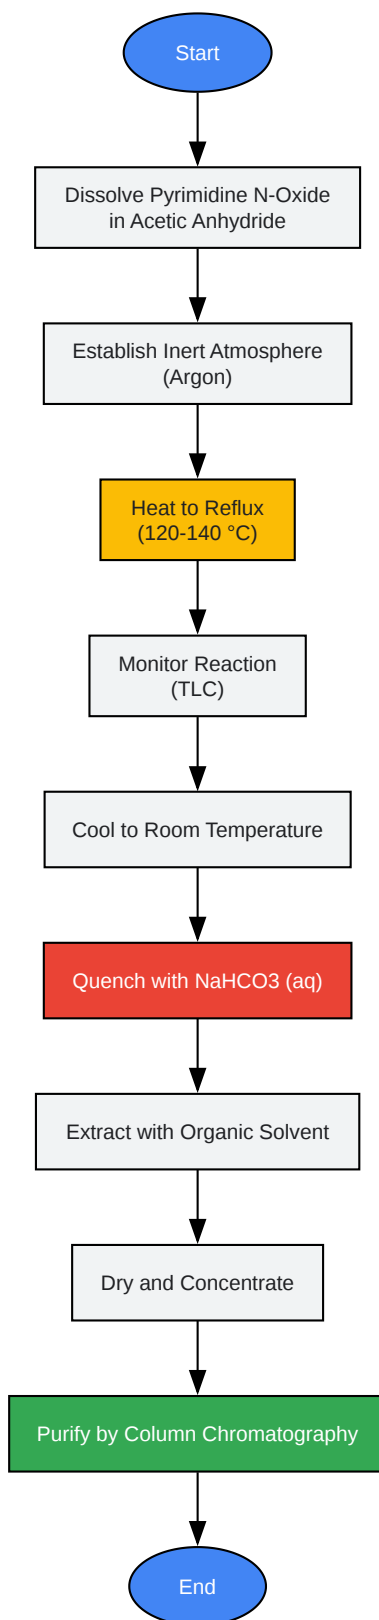 Start
Dissolve Pyrimidine N-Oxide
in Acetic Anhydride
Establish Inert Atmosphere
(Argon)
Heat to Reflux
(120-140 °C)
Monitor Reaction
(TLC)
Cool to Room Temperature
Quench with NaHCO3 (aq)
Extract with Organic Solvent
Dry and Concentrate
Purify by Column Chromatography
End